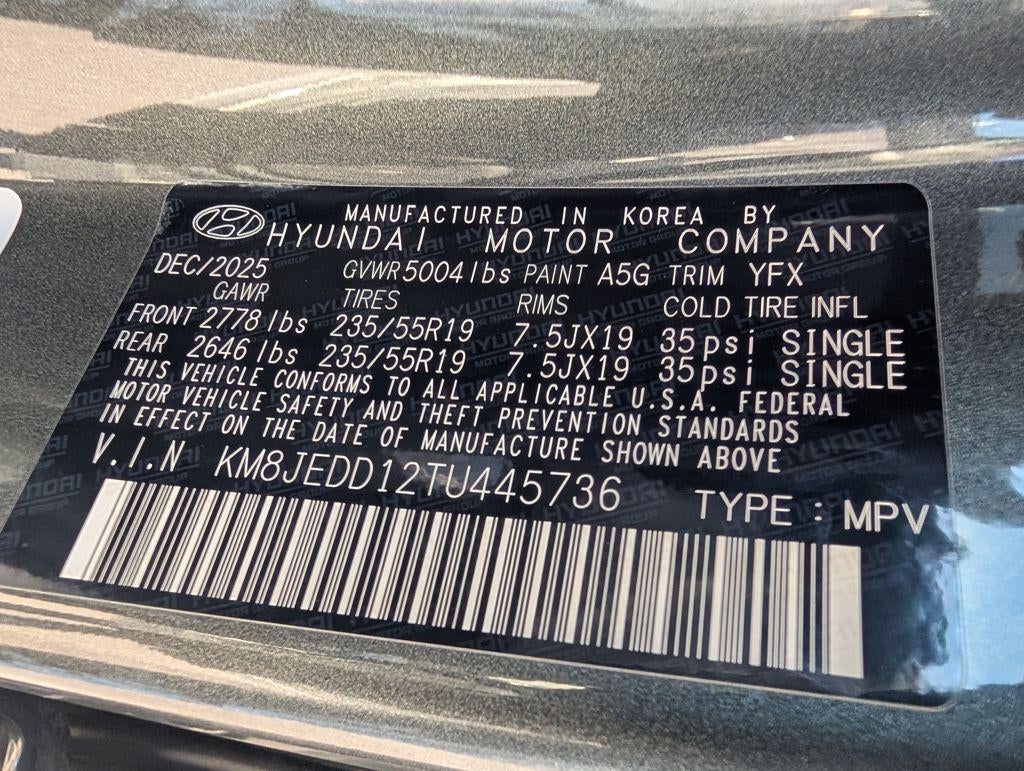 MANUFACTURED IN KOREA BY
HYUNDAI MOTOR COMPANY
DEC/2025 GVWR 5004 lbs PAINT A5G TRIM YFX
GAWR TIRES RIMS COLD TIRE INFL
FRONT 2778 lbs 235/55R19 7.5JX19 35psi SINGLE
REAR 2646 lbs 235/55R19 7.5JX19 35psi SINGLE
THIS VEHICLE CONFORMS TO ALL APPLICABLE U.S.A. FEDERAL
MOTOR VEHICLE SAFETY AND THEFT PREVENTION STANDARDS
IN EFFECT ON THE DATE OF MANUFACTURE SHOWN ABOVE
V.I.N KM8JEDD12TU445736 TYPE : MPV